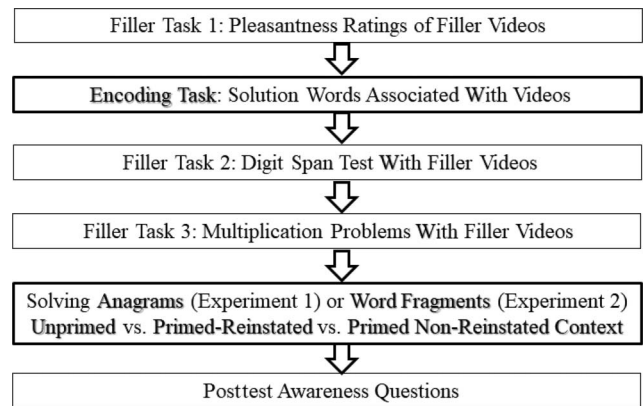 Filler Task 1: Pleasantness Ratings of Filler Videos
Encoding Task: Solution Words Associated With Videos
Filler Task 2: Digit Span Test With Filler Videos
Filler Task 3: Multiplication Problems With Filler Videos
Solving Anagrams (Experiment 1) or Word Fragments (Experiment 2)
Unprimed vs. Primed-Reinstated vs. Primed Non-Reinstated Context
Posttest Awareness Questions